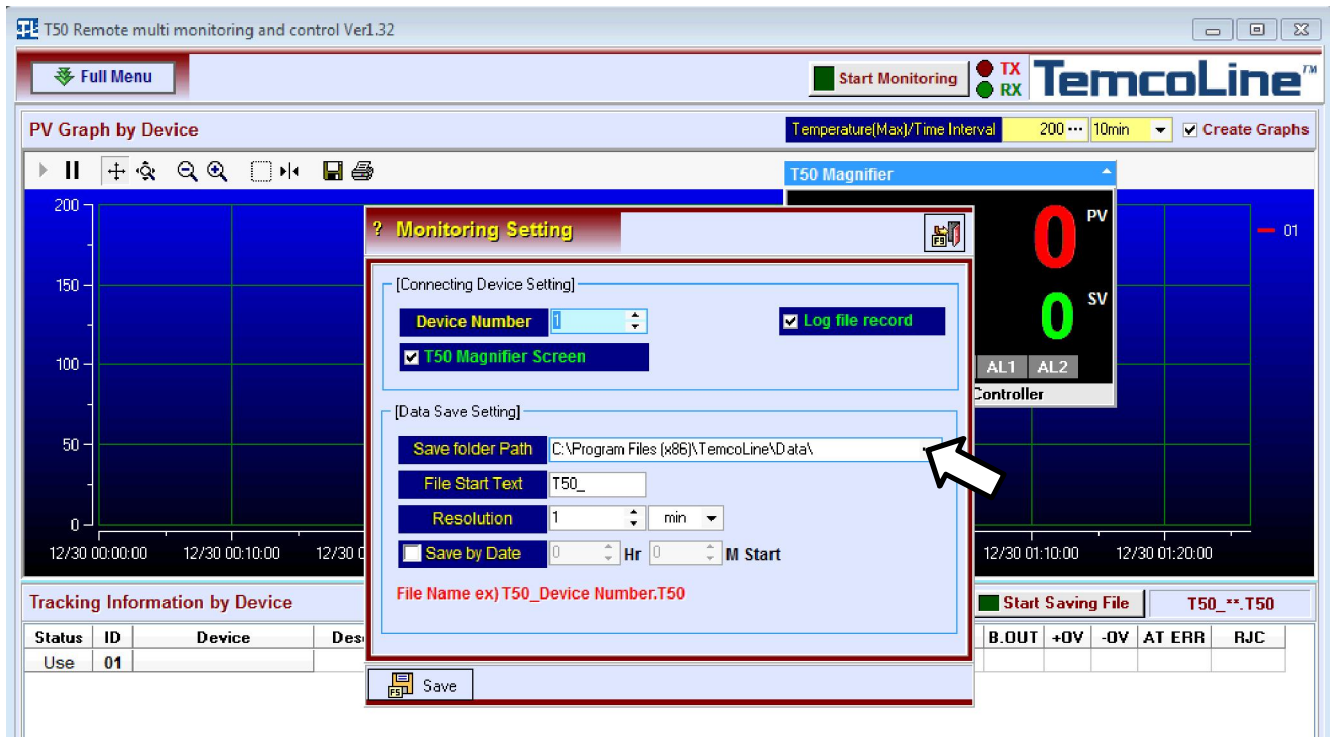 T50 Remote multi monitoring and control Ver1.32
Full Menu
Start Monitoring
TX
RX
TemcoLine™
PV Graph by Device
Temperature(Max)/Time Interval 200 ··· 10min
Create Graphs
T50 Magnifier
200
150
100
50
0
01
PV
0
SV
0
AL1 AL2
Controller
? Monitoring Setting
F9
[Connecting Device Setting]
Device Number 1
Log file record
T50 Magnifier Screen
[Data Save Setting]
Save folder Path C:\Program Files (x86)\TemcoLine\Data\
File Start Text T50_
Resolution 1 min
Save by Date 0 Hr 0 M Start
File Name ex) T50_Device Number.T50
F5 Save
12/30 00:00:00 12/30 00:10:00 12/30 0 12/30 01:10:00 12/30 01:20:00
Tracking Information by Device
Start Saving File T50_**.T50
Status ID Device Des B.OUT +OV -OV AT ERR RJC
Use 01